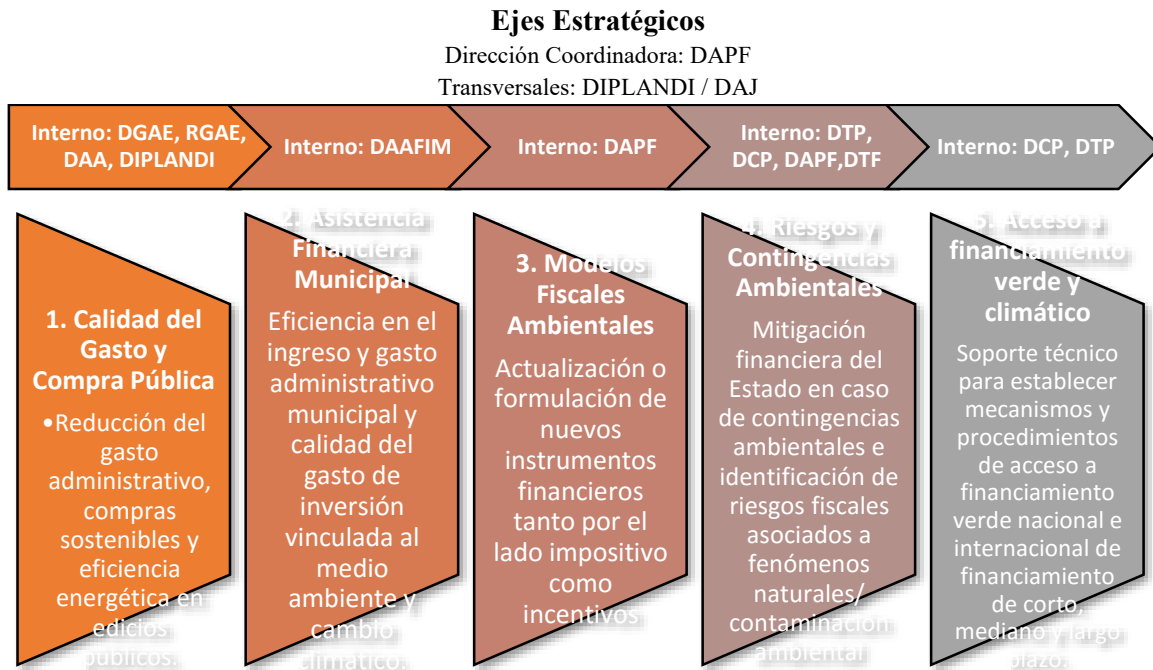 Ejes Estratégicos
Dirección Coordinadora: DAPF
Transversales: DIPLANDI / DAJ
Interno: DGAE, RGAE,
DAA, DIPLANDI
Interno: DAAFIM
Interno: DAPF
Interno: DTP,
DCP, DAPF,DTF
Interno: DCP, DTP
1. Calidad del
Gasto y
Compra Pública
•Reducción del
gasto
administrativo,
compras
sostenibles y
eficiencia
energética en
edicios
públicos.
2. Asistencia
Financiera
Municipal
Eficiencia en el
ingreso y gasto
administrativo
municipal y
calidad del
gasto de
inversión
vinculada al
medio
ambiente y
cambio
climático.
3. Modelos
Fiscales
Ambientales
Actualización o
formulación de
nuevos
instrumentos
financieros
tanto por el
lado impositivo
como
incentivos
4. Riesgos y
Contingencias
Ambientales
Mitigación
financiera del
Estado en caso
de contingencias
ambientales e
identificación de
riesgos fiscales
asociados a
fenómenos
naturales/
contaminación
ambiental
5. Acceso a
financiamiento
verde y
climático
Soporte técnico
para establecer
mecanismos y
procedimientos
de acceso a
financiamiento
verde nacional e
internacional de
financiamiento
de corto,
mediano y largo
plazo.